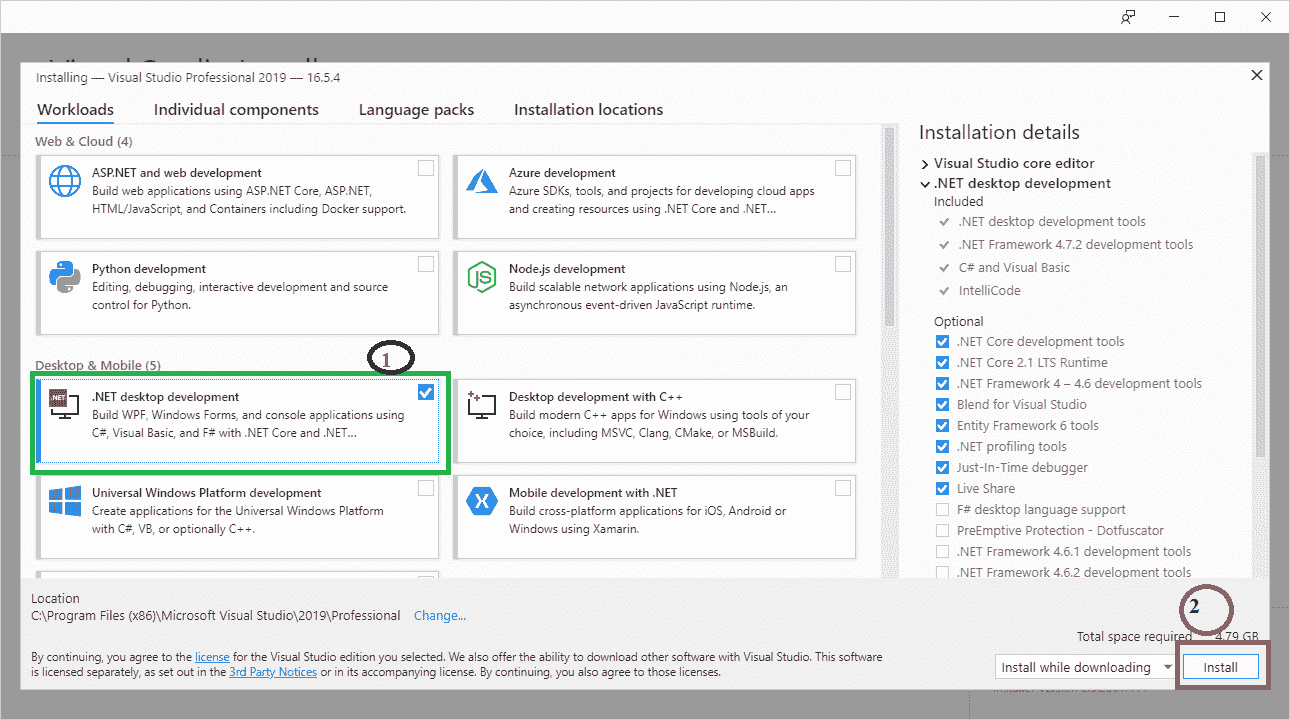 Installing — Visual Studio Professional 2019 — 16.5.4
Workloads
Individual components
Language packs
Installation locations
Web & Cloud (4)
ASP.NET and web development
Build web applications using ASP.NET Core, ASP.NET,
HTML/JavaScript, and Containers including Docker support.
Azure development
Azure SDKs, tools, and projects for developing cloud apps
and creating resources using .NET Core and .NET...
Python development
Editing, debugging, interactive development and source
control for Python.
JS
Node.js development
Build scalable network applications using Node.js, an
asynchronous event-driven JavaScript runtime.
Desktop & Mobile (5)
1
.NET
.NET desktop development
Build WPF, Windows Forms, and console applications using
C#, Visual Basic, and F# with .NET Core and .NET...
Desktop development with C++
Build modern C++ apps for Windows using tools of your
choice, including MSVC, Clang, CMake, or MSBuild.
Universal Windows Platform development
Create applications for the Universal Windows Platform
with C#, VB, or optionally C++.
Mobile development with .NET
Build cross-platform applications for iOS, Android or
Windows using Xamarin.
Installation details
Visual Studio core editor
.NET desktop development
Included
.NET desktop development tools
.NET Framework 4.7.2 development tools
C# and Visual Basic
IntelliCode
Optional
.NET Core development tools
.NET Core 2.1 LTS Runtime
.NET Framework 4 – 4.6 development tools
Blend for Visual Studio
Entity Framework 6 tools
.NET profiling tools
Just-In-Time debugger
Live Share
F# desktop language support
PreEmptive Protection - Dotfuscator
.NET Framework 4.6.1 development tools
.NET Framework 4.6.2 development tools
Location
C:\Program Files (x86)\Microsoft Visual Studio\2019\Professional Change...
By continuing, you agree to the license for the Visual Studio edition you selected. We also offer the ability to download other software with Visual Studio. This software
is licensed separately, as set out in the 3rd Party Notices or in its accompanying license. By continuing, you also agree to those licenses.
2
Total space required 4.79 GB
Install while downloading
Install